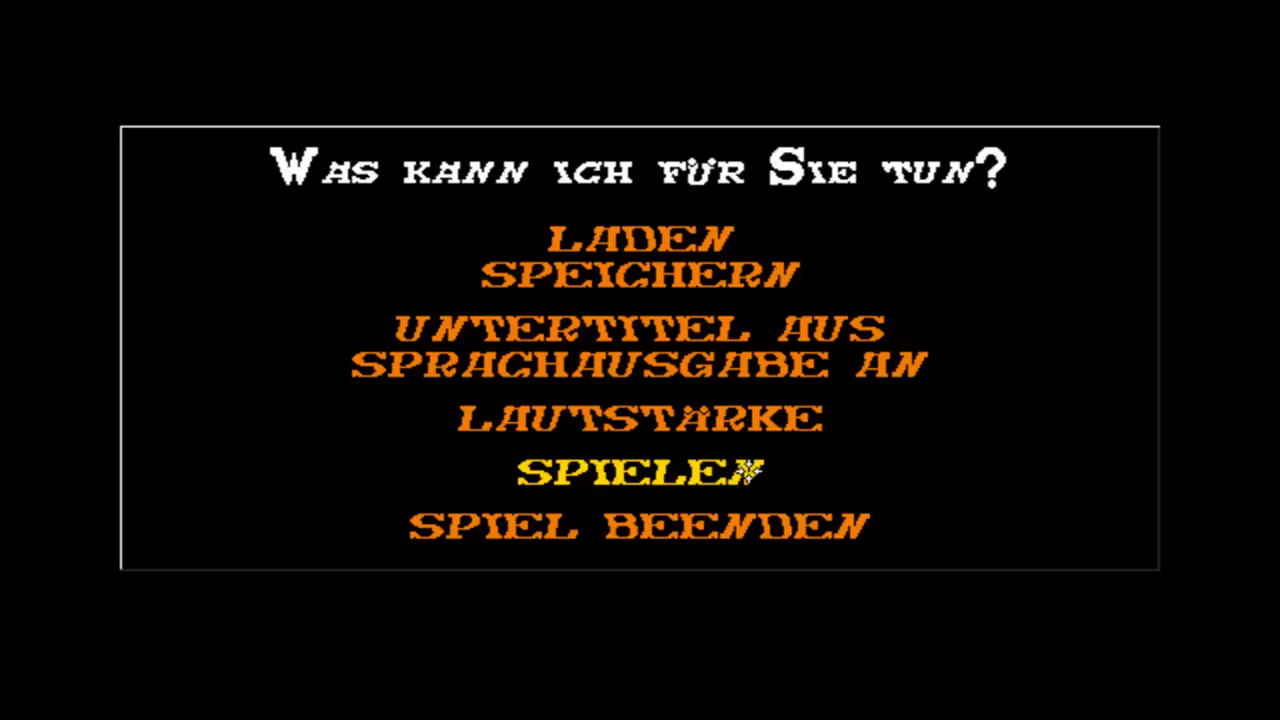 Was kann ich für Sie tun?
LADEN
SPEICHERN
UNTERTITEL AUS
SPRACHAUSGABE AN
LAUTSTÄRKE
SPIELEN
SPIEL BEENDEN